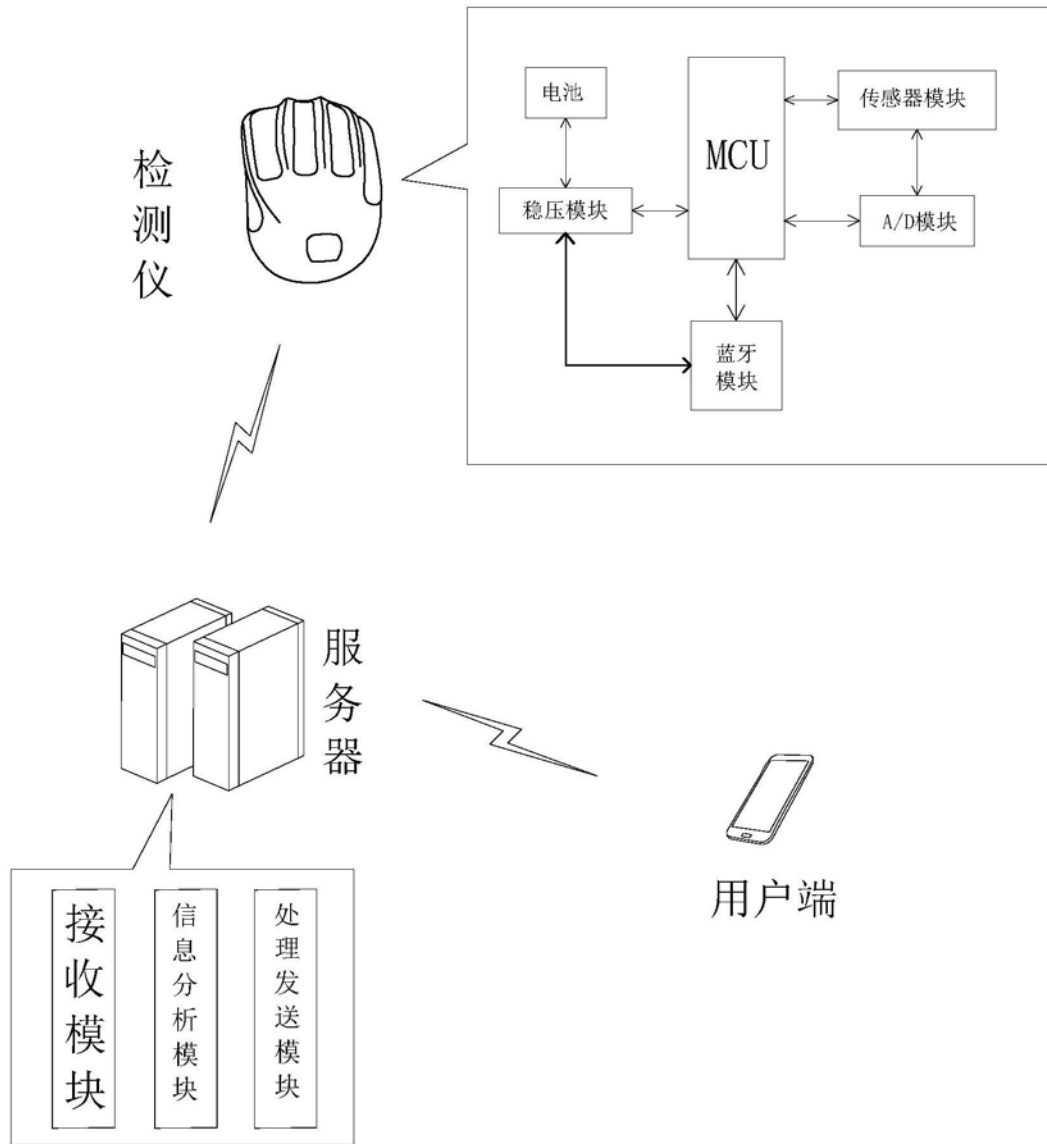 检测仪
电池
MCU
传感器模块
稳压模块
A/D模块
蓝牙
模块
服务器
用户端
接收模块
信息分析模块
处理发送模块